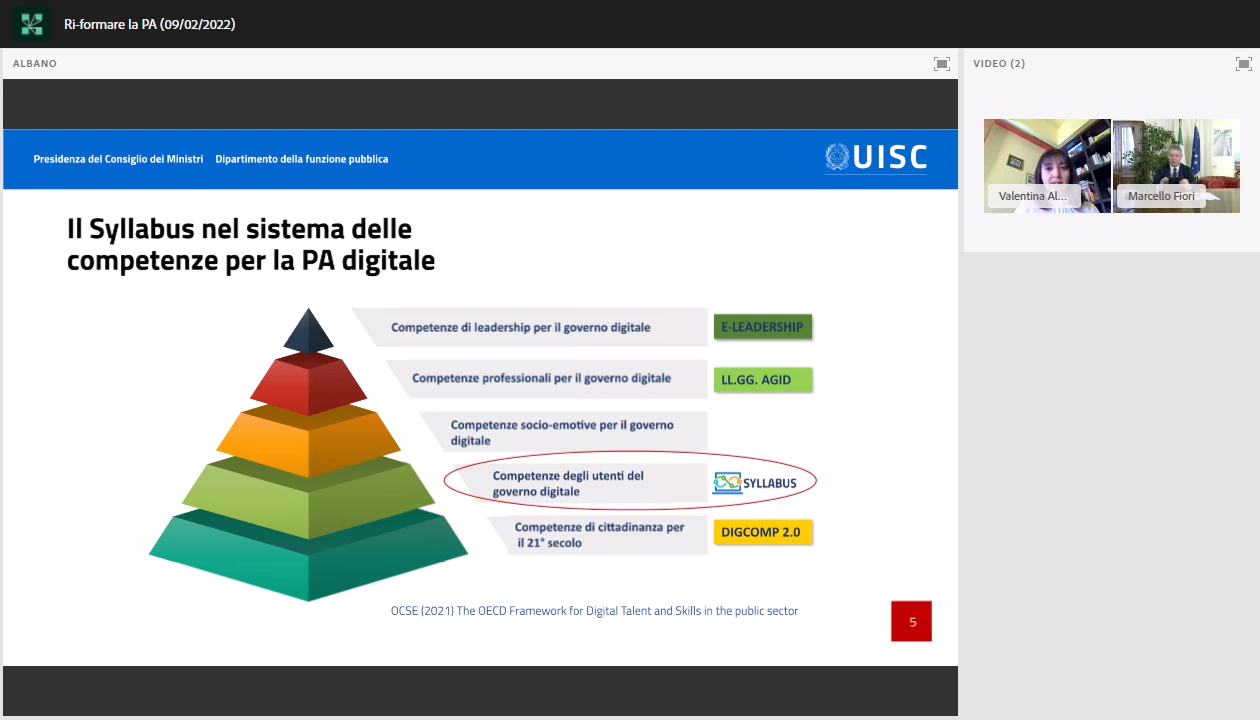 Ri-formare la PA (09/02/2022)
ALBANO
VIDEO (2)
Presidenza del Consiglio dei Ministri Dipartimento della funzione pubblica
UISC
Valentina Al...
Marcello Fiori
Il Syllabus nel sistema delle
competenze per la PA digitale
Competenze di leadership per il governo digitale
E-LEADERSHIP
Competenze professionali per il governo digitale
LL.GG. AGID
Competenze socio-emotive per il governo
digitale
Competenze degli utenti del
governo digitale
SYLLABUS
Competenze di cittadinanza per
il 21° secolo
DIGCOMP 2.0
OCSE (2021) The OECD Framework for Digital Talent and Skills in the public sector
5